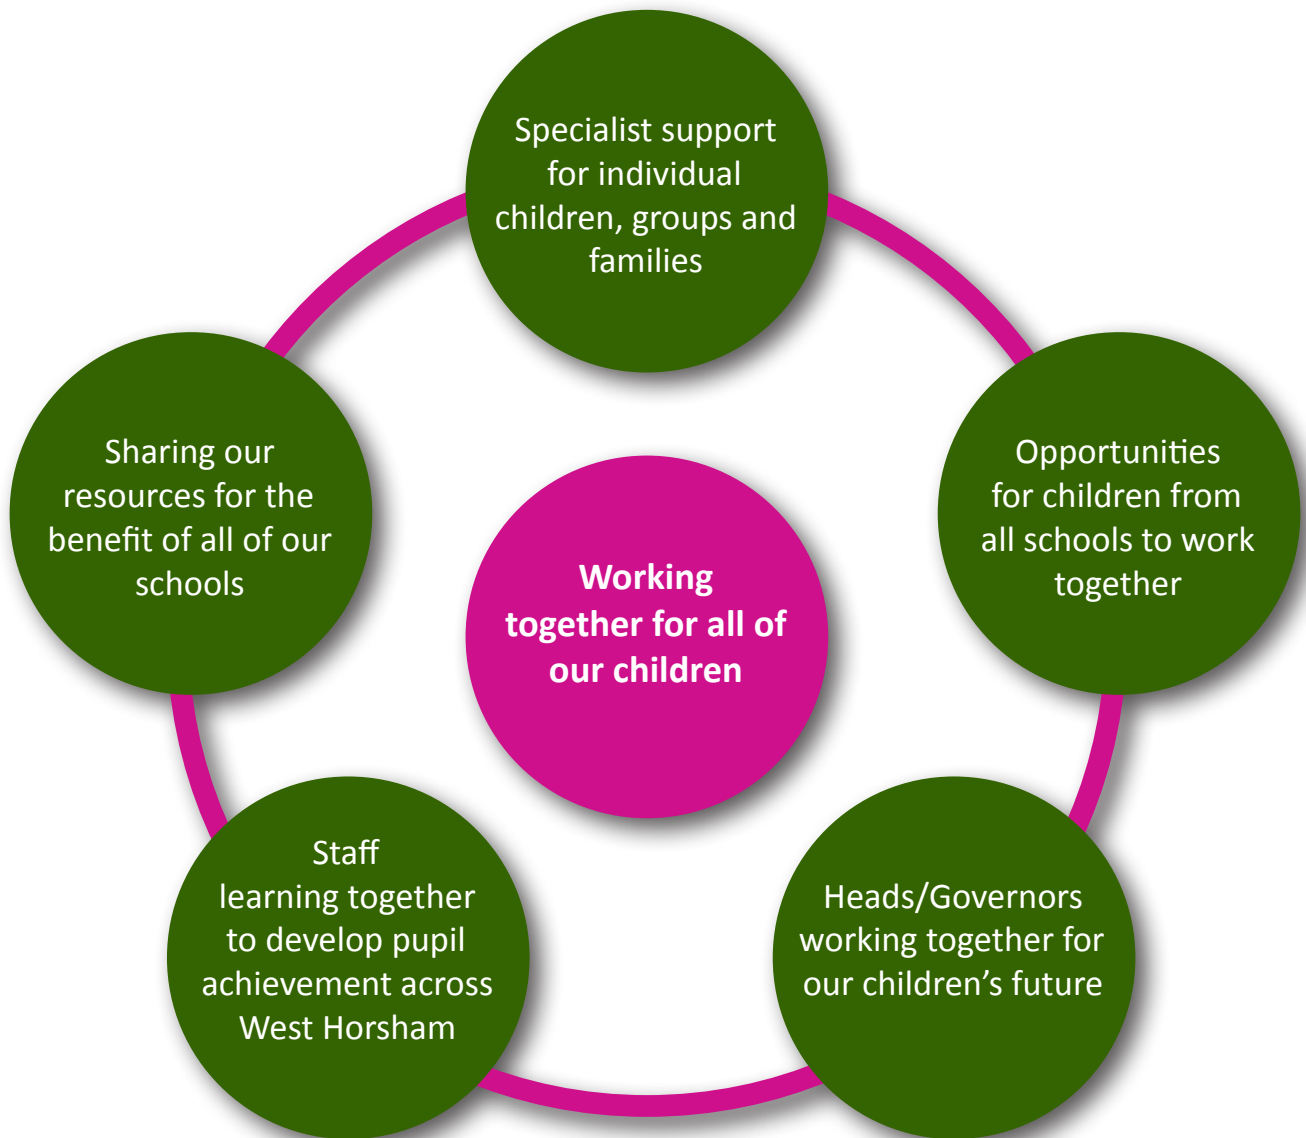 Specialist support
for individual
children, groups and
families
Sharing our
resources for the
benefit of all of our
schools
Opportunities
for children from
all schools to work
together
Working
together for all of
our children
Staff
learning together
to develop pupil
achievement across
West Horsham
Heads/Governors
working together for
our children’s future